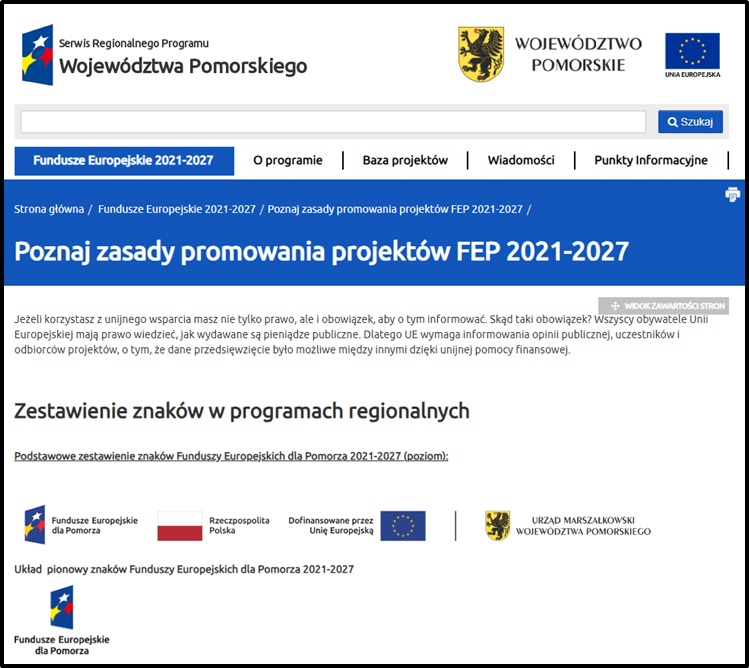 Serwis Regionalnego Programu
Województwa Pomorskiego
WOJEWÓDZTWO
POMORSKIE
UNIA EUROPEJSKA
Szukaj
Fundusze Europejskie 2021-2027
O programie
Baza projektów
Wiadomości
Punkty Informacyjne
Strona główna / Fundusze Europejskie 2021-2027 / Poznaj zasady promowania projektów FEP 2021-2027 /
Poznaj zasady promowania projektów FEP 2021-2027
WIDOK ZAWARTOŚCI STRON
Jeżeli korzystasz z unijnego wsparcia masz nie tylko prawo, ale i obowiązek, aby o tym informować. Skąd taki obowiązek? Wszyscy obywatele Unii
Europejskiej mają prawo wiedzieć, jak wydawane są pieniądze publiczne. Dlatego UE wymaga informowania opinii publicznej, uczestników i
odbiorców projektów, o tym, że dane przedsięwzięcie było możliwe między innymi dzięki unijnej pomocy finansowej.
Zestawienie znaków w programach regionalnych
Podstawowe zestawienie znaków Funduszy Europejskich dla Pomorza 2021-2027 (poziom):
Fundusze Europejskie
dla Pomorza
Rzeczpospolita
Polska
Dofinansowane przez
Unię Europejską
URZĄD MARSZAŁKOWSKI
WOJEWÓDZTWA POMORSKIEGO
Układ pionowy znaków Funduszy Europejskich dla Pomorza 2021-2027
Fundusze Europejskie
dla Pomorza